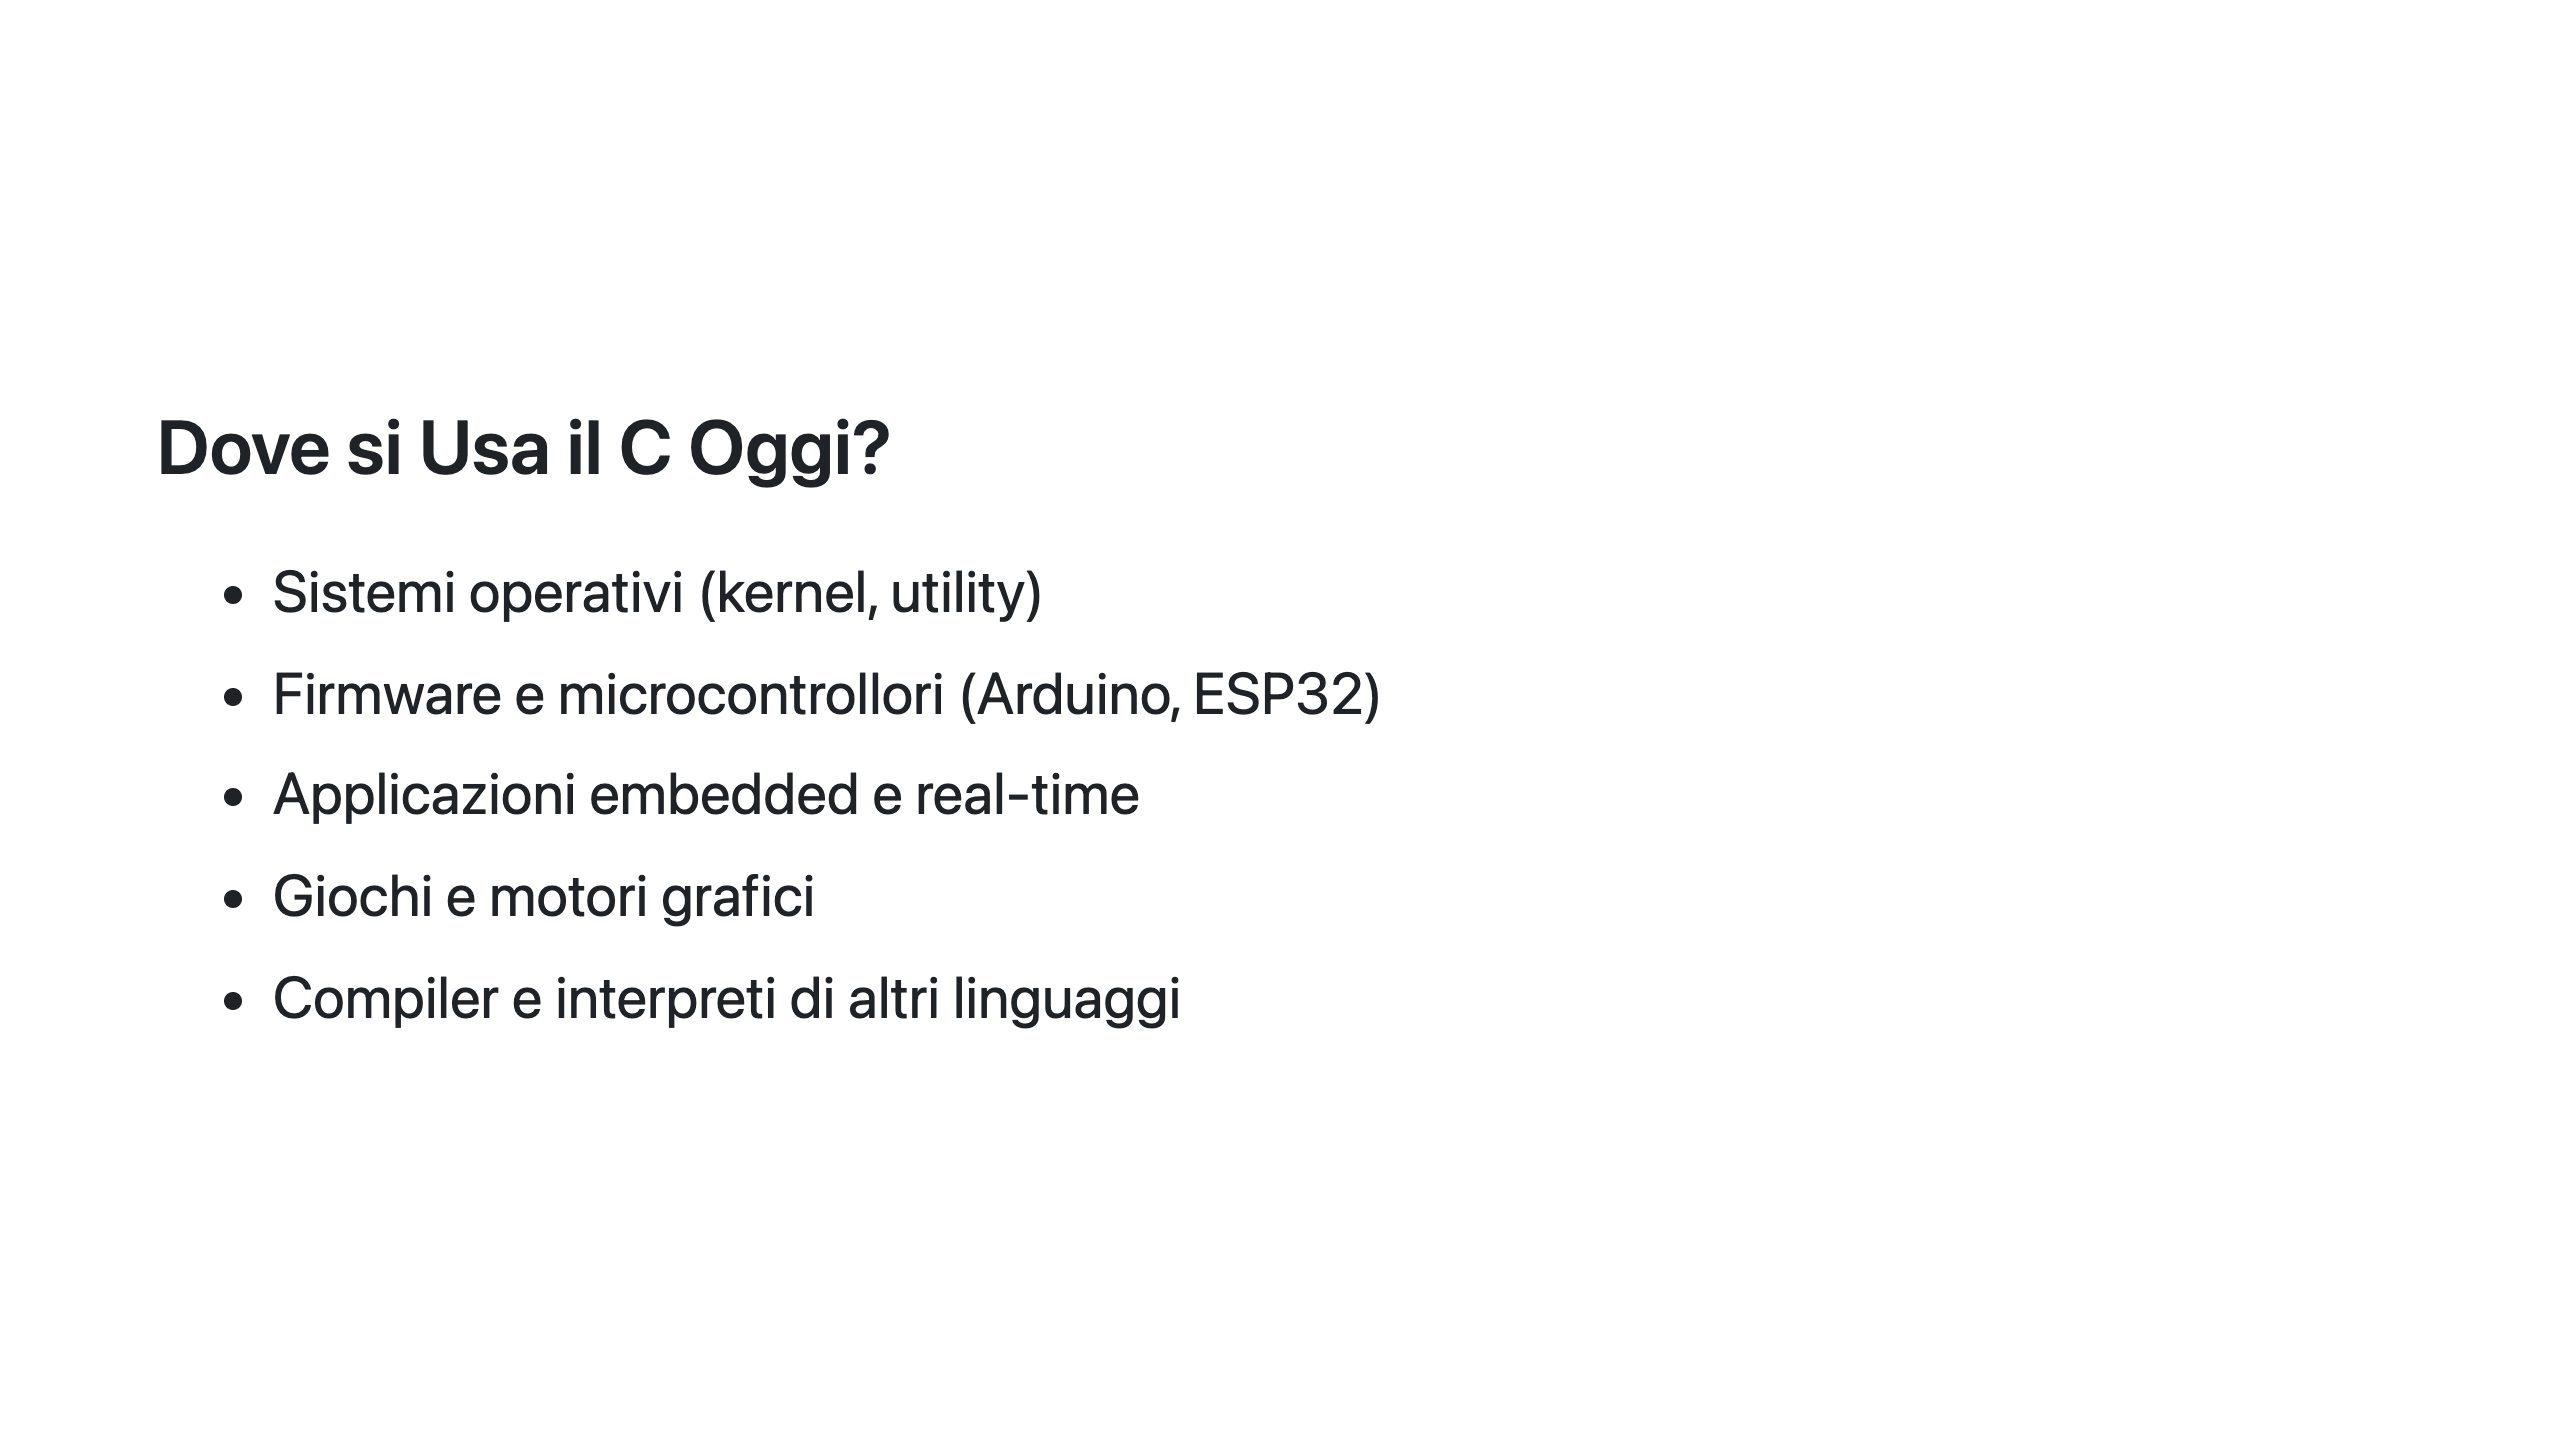 Dove si Usa il C Oggi?
• Sistemi operativi (kernel, utility)
• Firmware e microcontrollori (Arduino, ESP32)
• Applicazioni embedded e real-time
• Giochi e motori grafici
• Compiler e interpreti di altri linguaggi